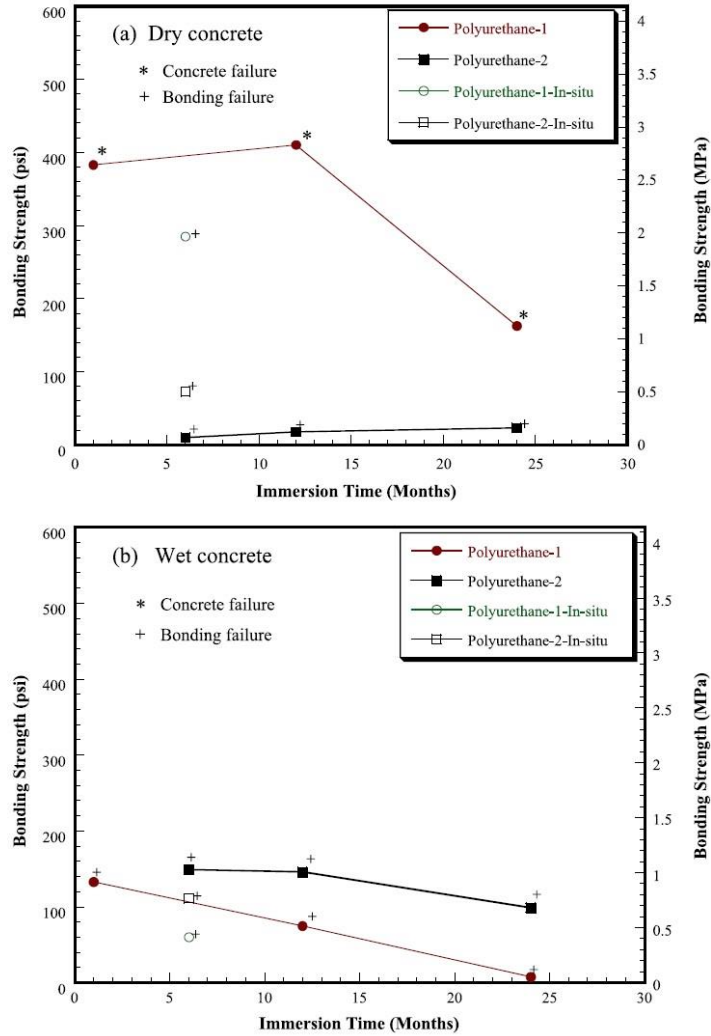 (a) Dry concrete
* Concrete failure
+ Bonding failure
Polyurethane-1
Polyurethane-2
Polyurethane-1-In-situ
Polyurethane-2-In-situ
600
500
400
300
200
100
0
Bonding Strength (psi)
4
3.5
3
2.5
2
1.5
1
0.5
0
Bonding Strength (MPa)
0 5 10 15 20 25 30
Immersion Time (Months)
(b) Wet concrete
* Concrete failure
+ Bonding failure
Polyurethane-1
Polyurethane-2
Polyurethane-1-In-situ
Polyurethane-2-In-situ
600
500
400
300
200
100
0
Bonding Strength (psi)
4
3.5
3
2.5
2
1.5
1
0.5
0
Bonding Strength (MPa)
0 5 10 15 20 25 30
Immersion Time (Months)